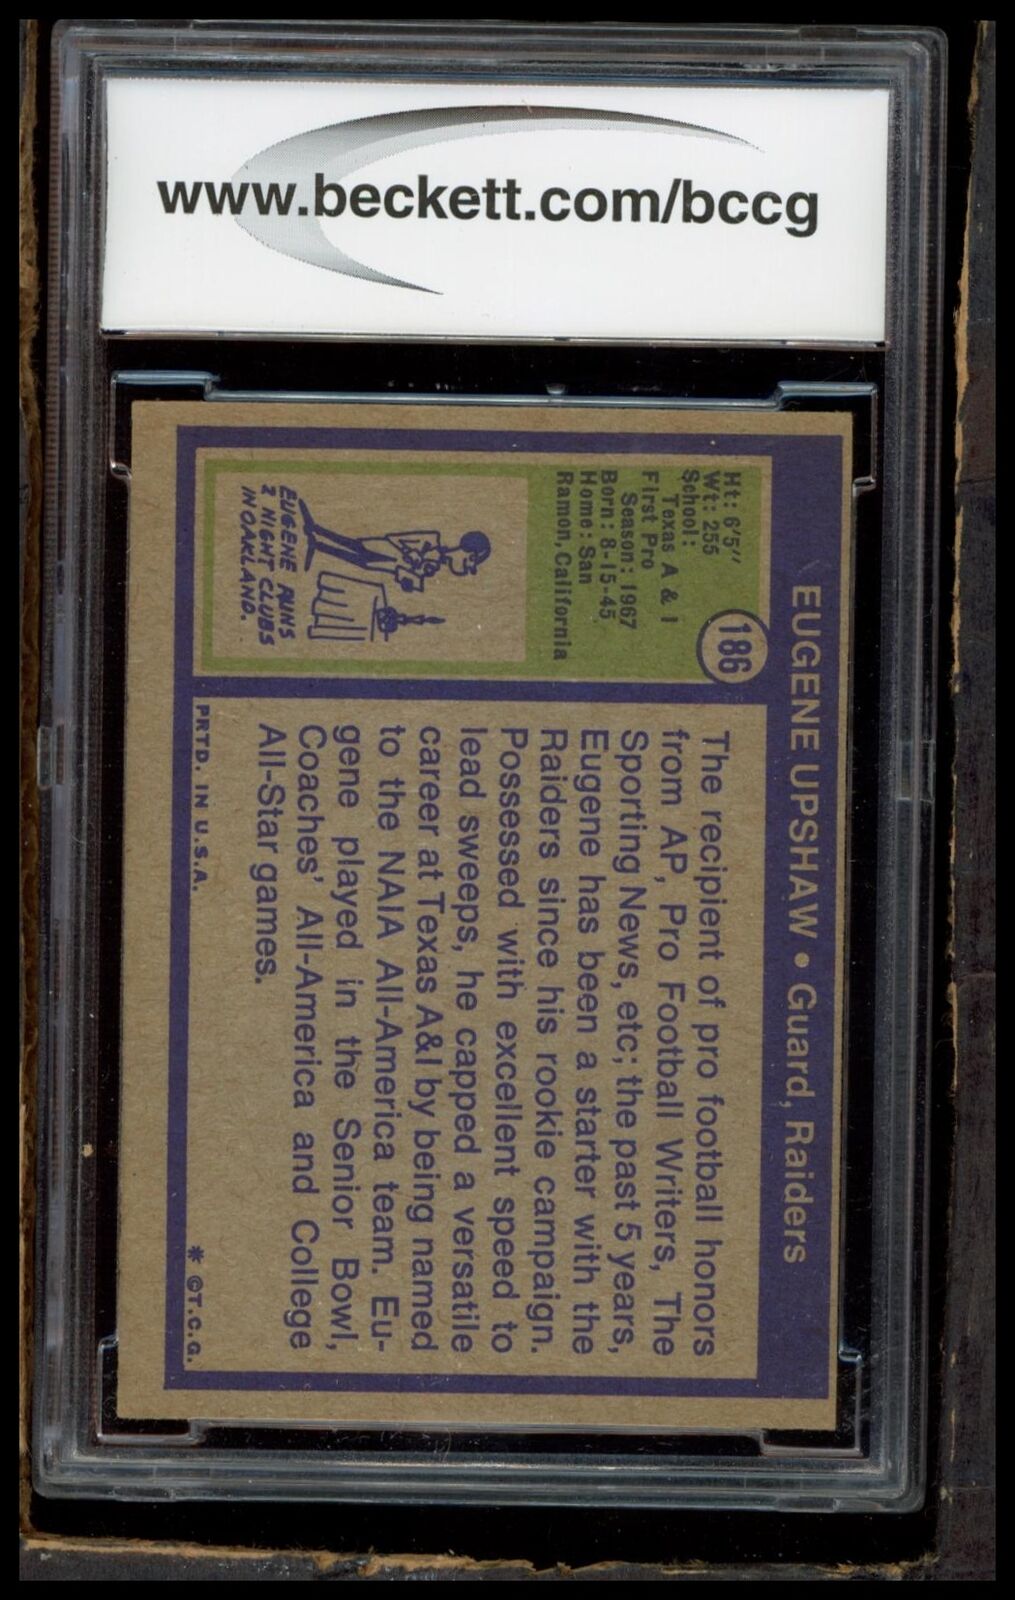 www.beckett.com/bccg
EUGENE UPSHAW • Guard, Raiders
186
Ht: 6'5"
Wt: 255
School:
Texas A & I
First Pro
Season: 1967
Born: 8-15-45
Home: San
Ramon, California
EUGENE RUNS
2 NIGHT CLUBS
IN OAKLAND.
The recipient of pro football honors
from AP, Pro Football Writers, The
Sporting News, etc; the past 5 years,
Eugene has been a starter with the
Raiders since his rookie campaign.
Possessed with excellent speed to
lead sweeps, he capped a versatile
career at Texas A&I by being named
to the NAIA All-America team. Eu-
gene played in the Senior Bowl,
Coaches' All-America and College
All-Star games.
PRTD. IN U.S.A.
* ©T.C.G.